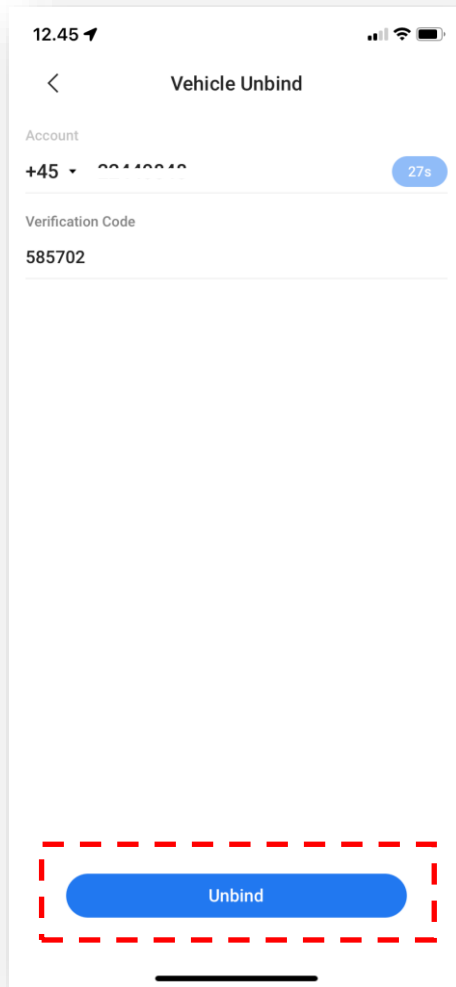 12.45
Vehicle Unbind
Account
+45
27s
Verification Code
585702
Unbind